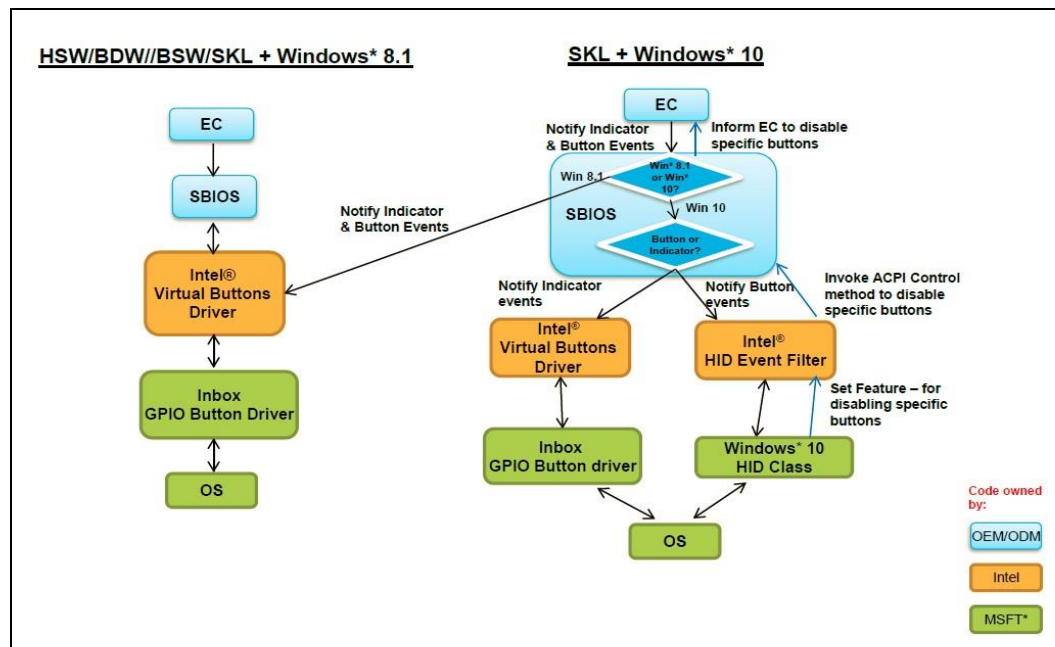 HSW/BDW//BSW/SKL + Windows* 8.1
EC
SBIOS
Intel®
Virtual Buttons
Driver
Inbox
GPIO Button Driver
OS
SKL + Windows* 10
EC
Notify Indicator
& Button Events
Inform EC to disable
specific buttons
Win* 8.1
or Win*
10?
Win 8.1
Win 10
SBIOS
Notify Indicator
& Button Events
Button or
Indicator?
Notify Indicator
events
Notify Button
events
Invoke ACPI Control
method to disable
specific buttons
Intel®
Virtual Buttons
Driver
Intel®
HID Event Filter
Set Feature – for
disabling specific
buttons
Inbox
GPIO Button driver
Windows* 10
HID Class
OS
Code owned
by:
OEM/ODM
Intel
MSFT*